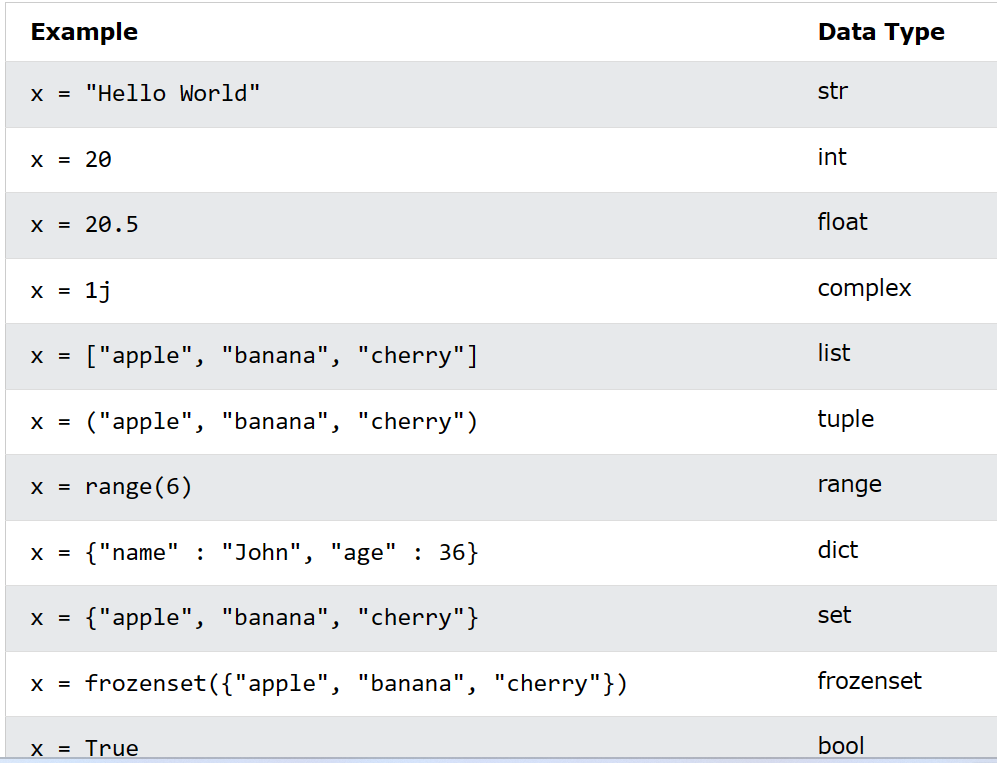 Example Data Type
x = "Hello World" str
x = 20 int
x = 20.5 float
x = 1j complex
x = ["apple", "banana", "cherry"] list
x = ("apple", "banana", "cherry") tuple
x = range(6) range
x = {"name" : "John", "age" : 36} dict
x = {"apple", "banana", "cherry"} set
x = frozenset({"apple", "banana", "cherry"}) frozenset
x = True bool